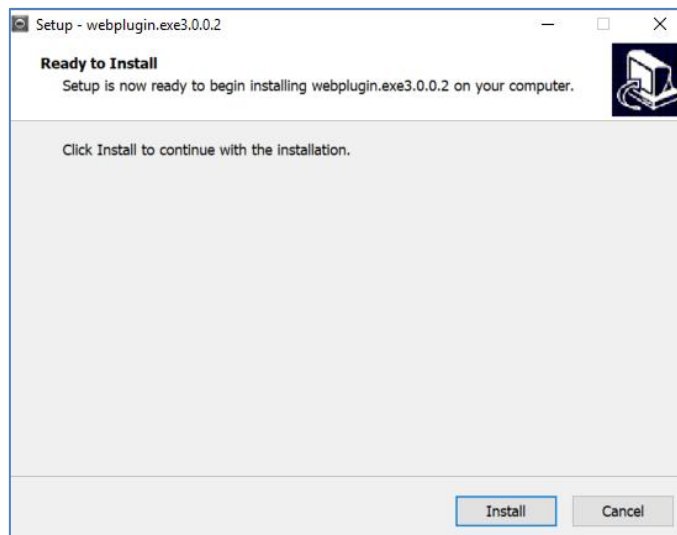 Setup - webplugin.exe3.0.0.2
Ready to Install
Setup is now ready to begin installing webplugin.exe3.0.0.2 on your computer.
Click Install to continue with the installation.
Install
Cancel